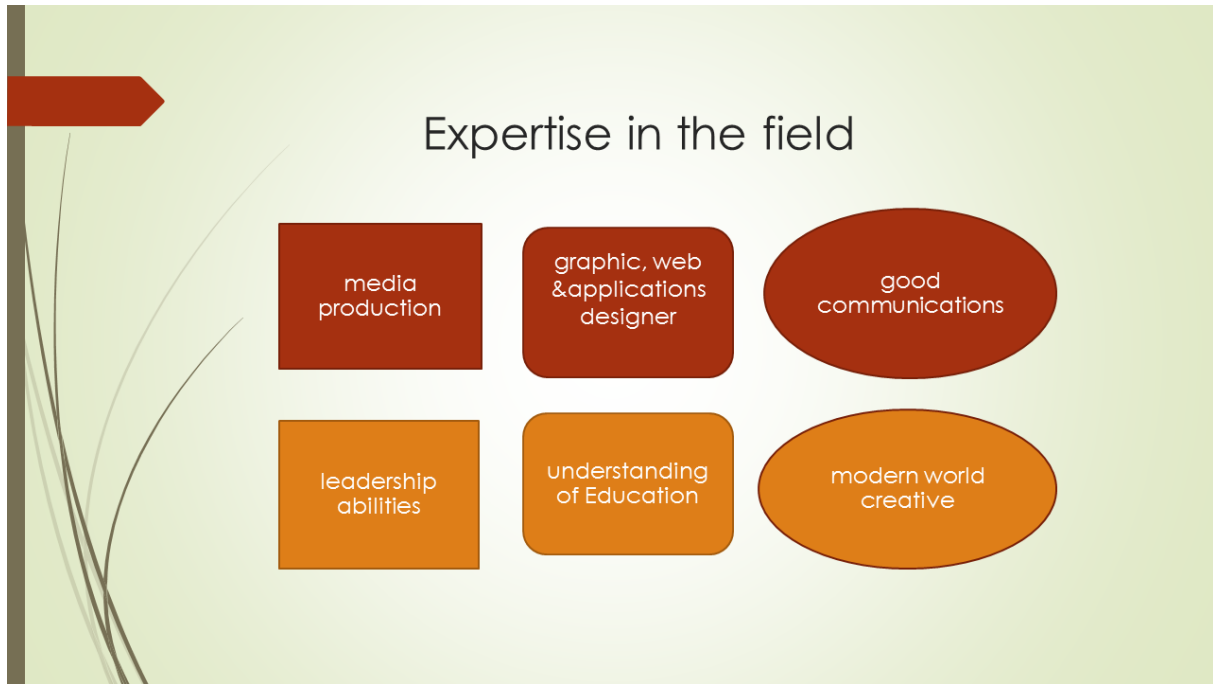 Expertise in the field
media
production
graphic, web
&applications
designer
good
communications
leadership
abilities
understanding
of Education
modern world
creative